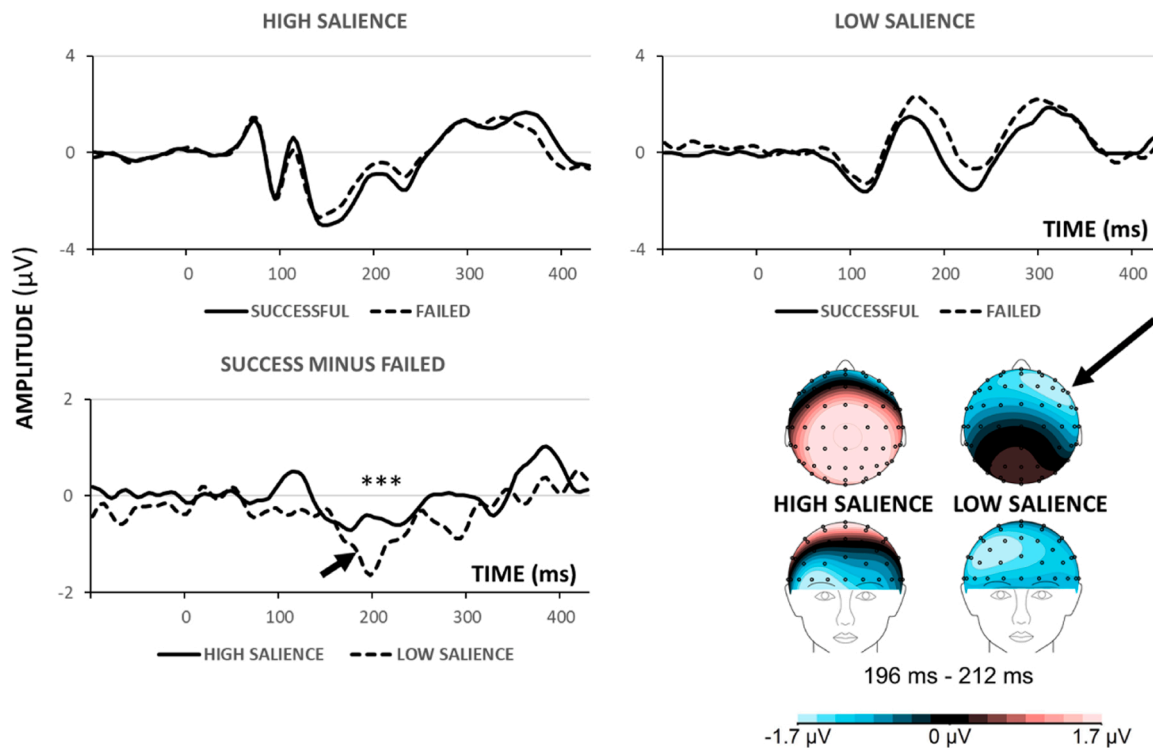 HIGH SALIENCE
LOW SALIENCE
4
0
-4
0 100 200 300 400
SUCCESSFUL FAILED
4
0
-4
TIME (ms)
0 100 200 300 400
SUCCESSFUL FAILED
AMPLITUDE (µV)
SUCCESS MINUS FAILED
2
0
-2
***
TIME (ms)
0 100 200 300 400
HIGH SALIENCE LOW SALIENCE
HIGH SALIENCE LOW SALIENCE
196 ms - 212 ms
-1.7 µV 0 µV 1.7 µV